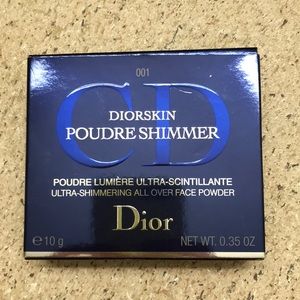 001
CD
DIORSKIN
POUDRE SHIMMER
POUDRE LUMIÈRE ULTRA-SCINTILLANTE
ULTRA-SHIMMERING ALL OVER FACE POWDER
Dior
℮ 10 g NET WT. 0.35 OZ